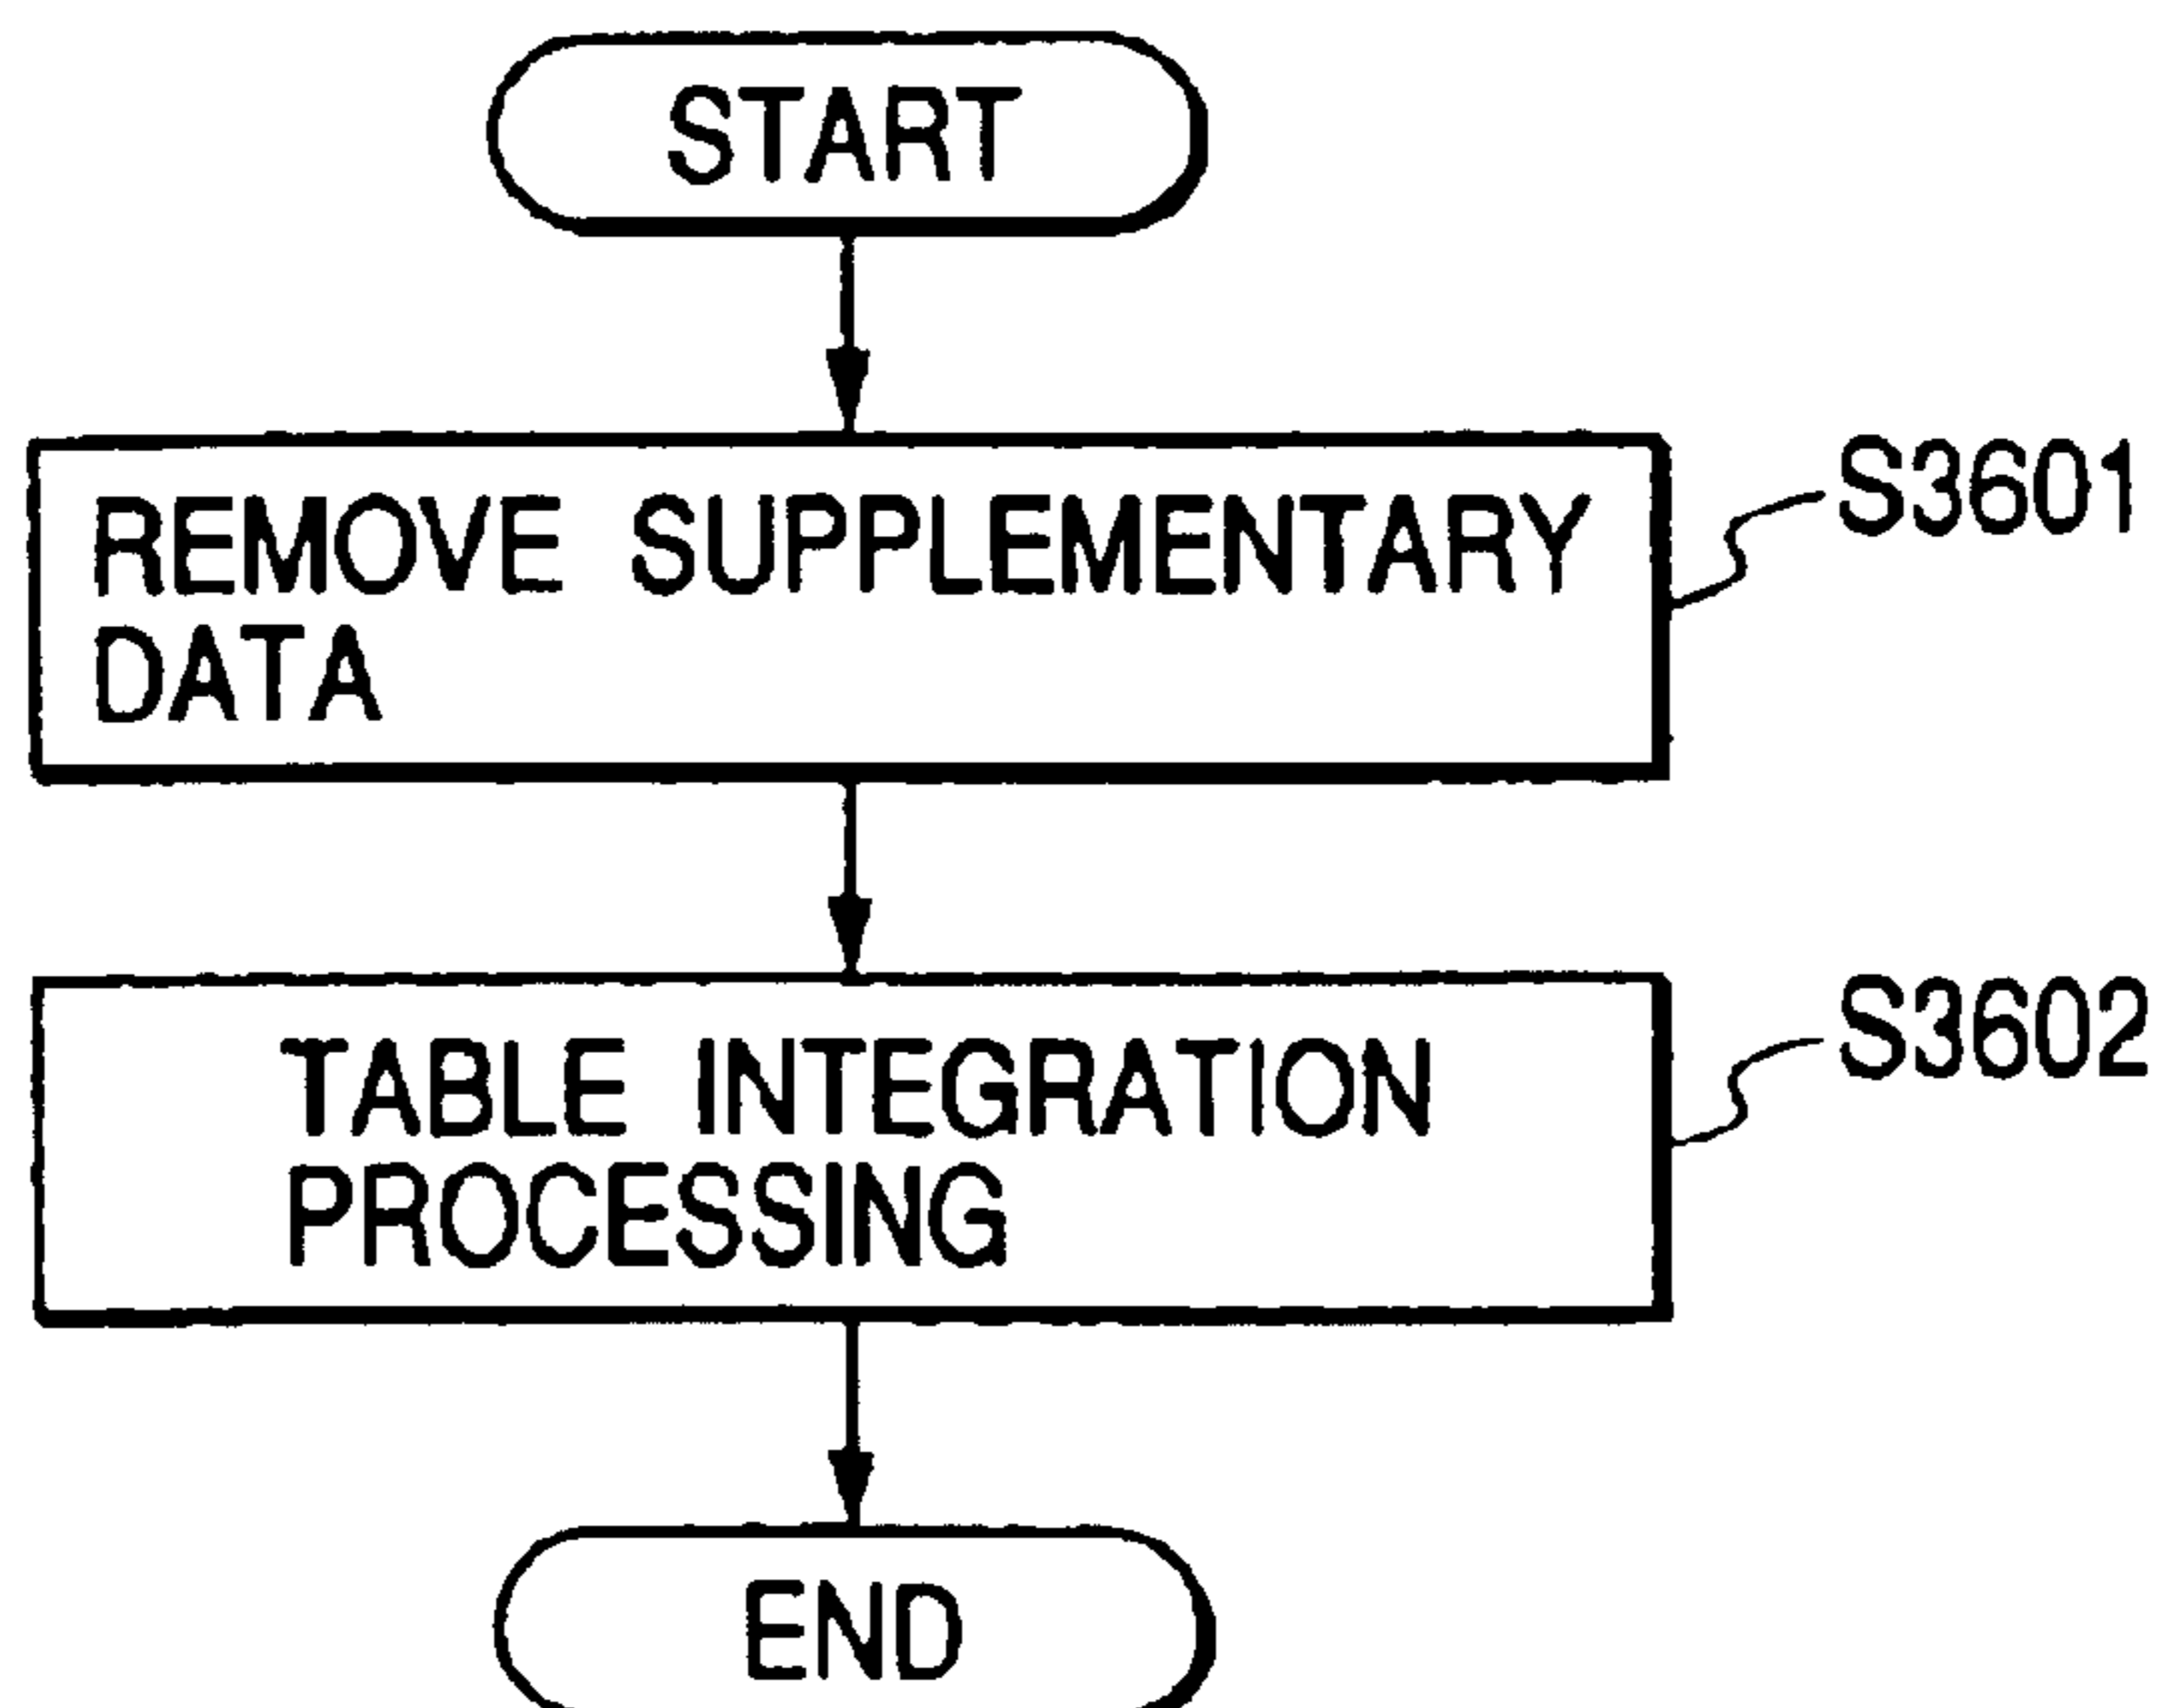 START
REMOVE SUPPLEMENTARY
DATA
S3601
TABLE INTEGRATION
PROCESSING
S3602
END